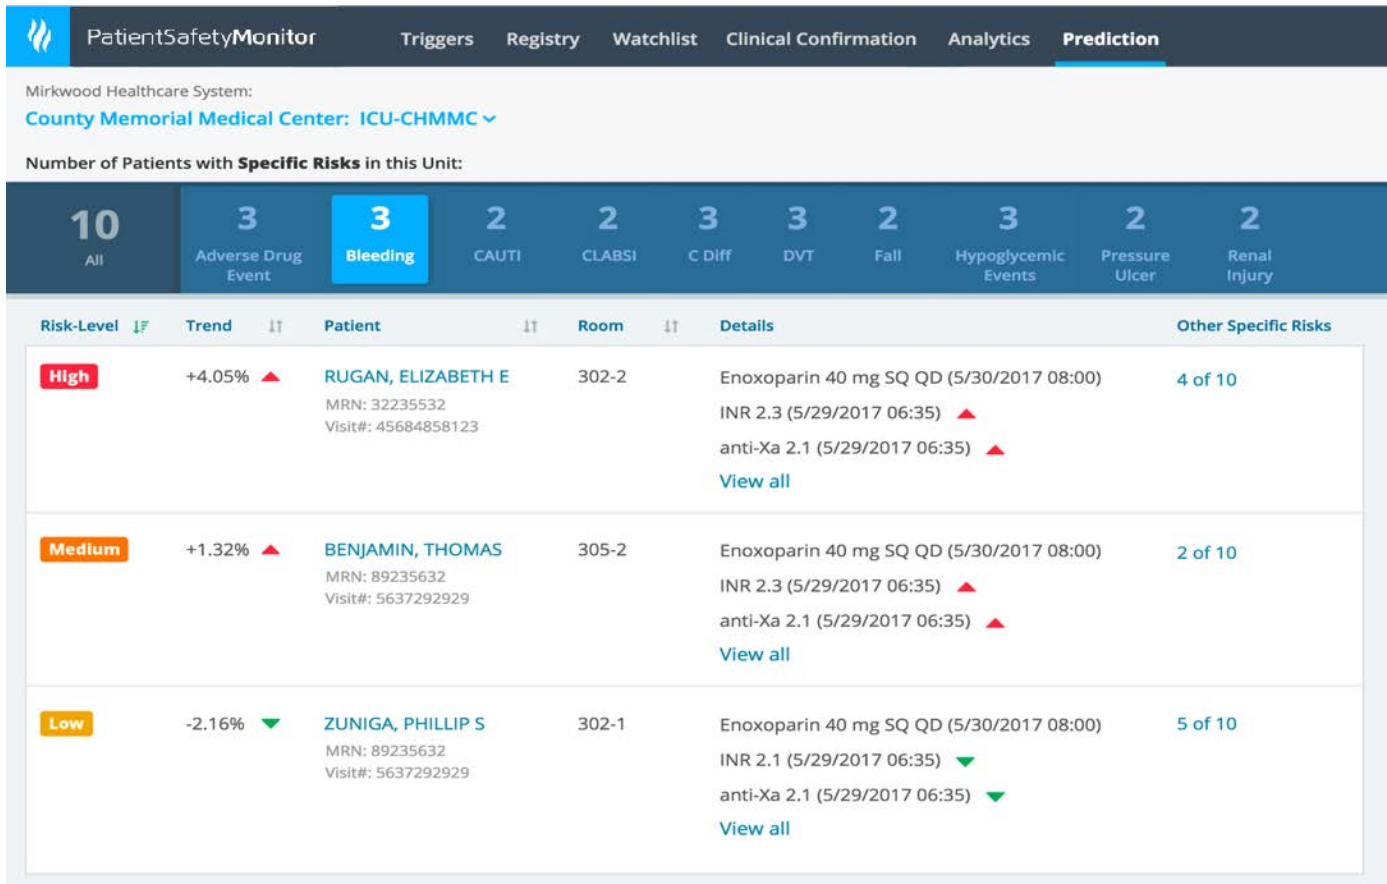 PatientSafetyMonitor Triggers Registry Watchlist Clinical Confirmation Analytics Prediction
Mirkwood Healthcare System:
County Memorial Medical Center: ICU-CHMMC
Number of Patients with Specific Risks in this Unit:
10 3 3 2 2 3 3 2 3 2 2
All Adverse Drug Bleeding CAUTI CLABSI C Diff DVT Fall Hypoglycemic Pressure Renal
Event Events Ulcer Injury
Risk-Level Trend Patient Room Details Other Specific Risks
High +4.05% RUGAN, ELIZABETH E 302-2 Enoxoparin 40 mg SQ QD (5/30/2017 08:00) 4 of 10
MRN: 32235532 INR 2.3 (5/29/2017 06:35)
Visit#: 45684858123
anti-Xa 2.1 (5/29/2017 06:35)
View all
Medium +1.32% BENJAMIN, THOMAS 305-2 Enoxoparin 40 mg SQ QD (5/30/2017 08:00) 2 of 10
MRN: 89235632 INR 2.3 (5/29/2017 06:35)
Visit#: 5637292929
anti-Xa 2.1 (5/29/2017 06:35)
View all
Low -2.16% ZUNIGA, PHILLIP S 302-1 Enoxoparin 40 mg SQ QD (5/30/2017 08:00) 5 of 10
MRN: 89235632 INR 2.1 (5/29/2017 06:35)
Visit#: 5637292929
anti-Xa 2.1 (5/29/2017 06:35)
View all